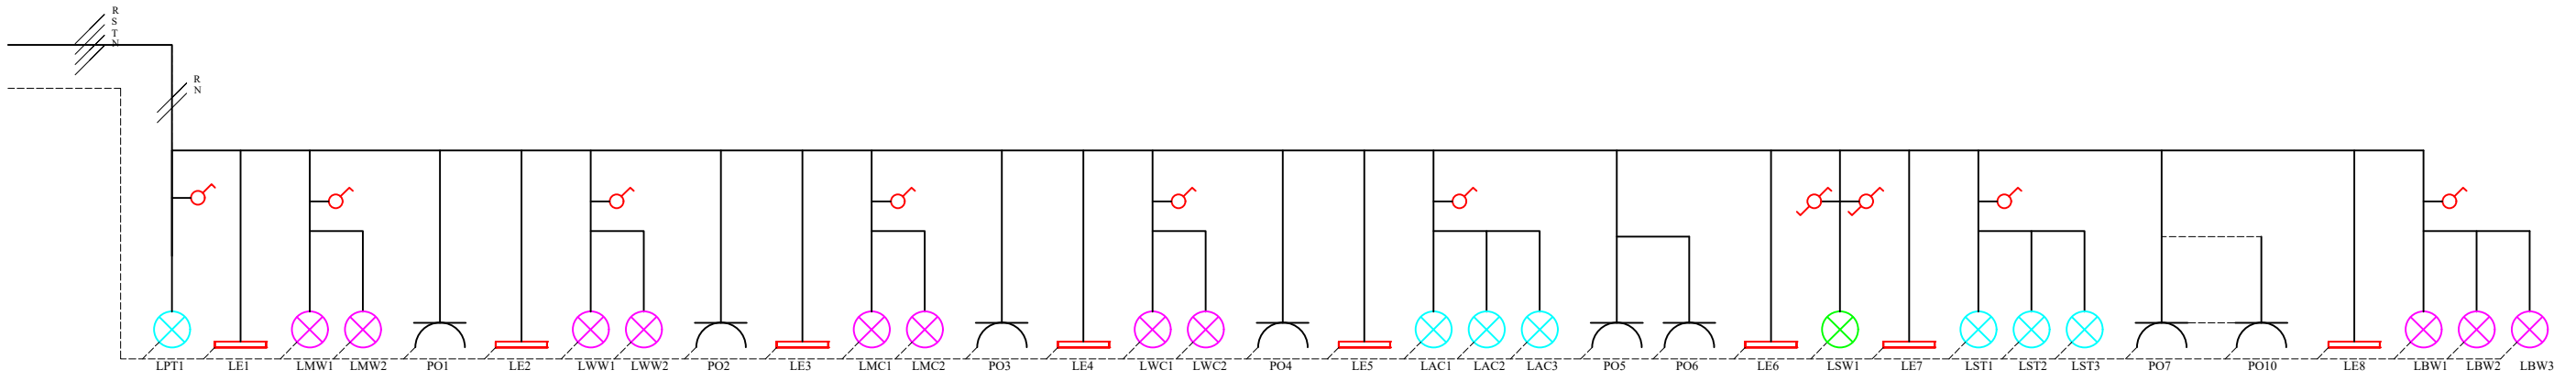 R
S
T
N
R
N
LPT1 LE1 LMW1 LMW2 PO1 LE2 LWW1 LWW2 PO2 LE3 LMC1 LMC2 PO3 LE4 LWC1 LWC2 PO4 LE5 LAC1 LAC2 LAC3 PO5 PO6 LE6 LSW1 LE7 LST1 LST2 LST3 PO7 PO10 LE8 LBW1 LBW2 LBW3